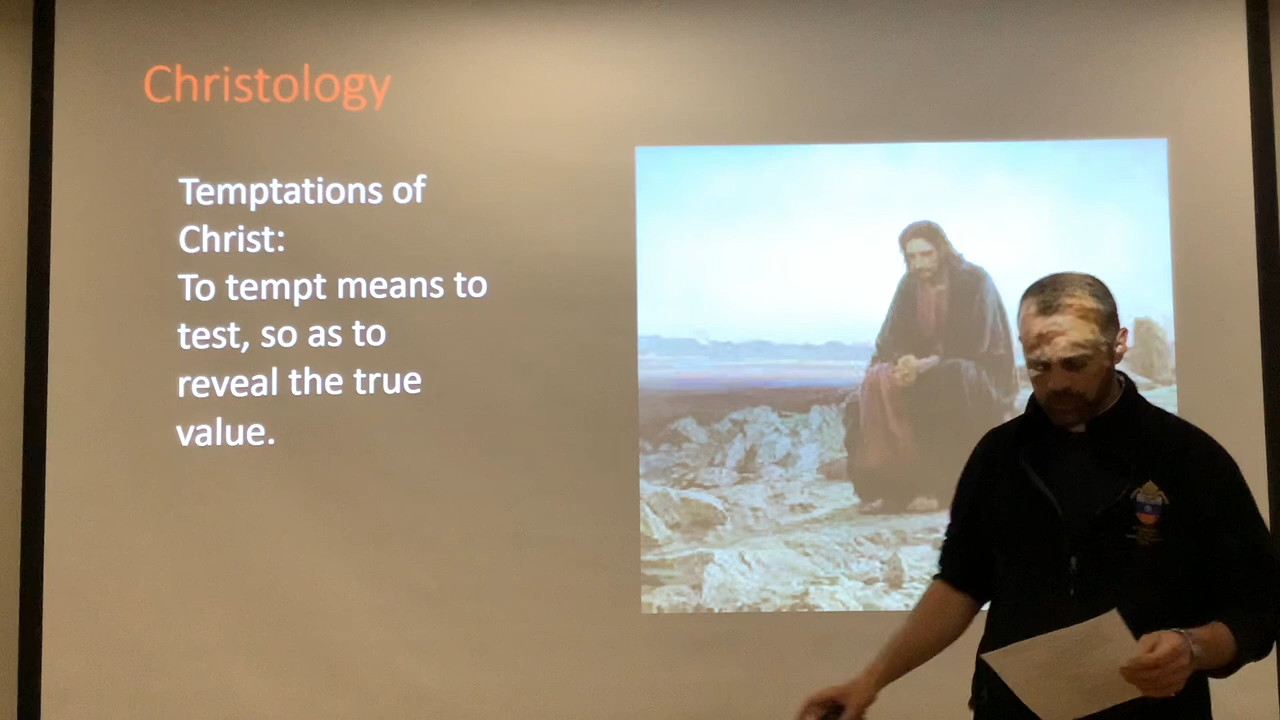 Christology
Temptations of
Christ:
To tempt means to
test, so as to
reveal the true
value.